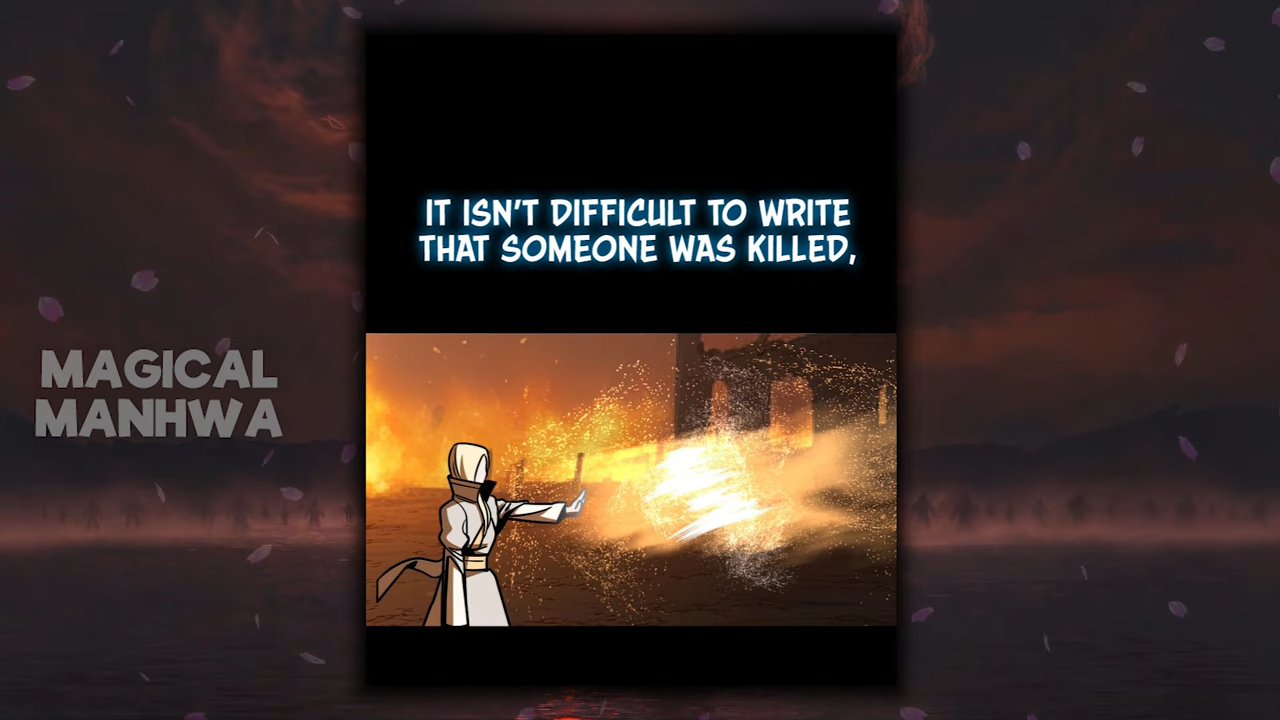 IT ISN'T DIFFICULT TO WRITE
THAT SOMEONE WAS KILLED,
MAGICAL
MANHWA